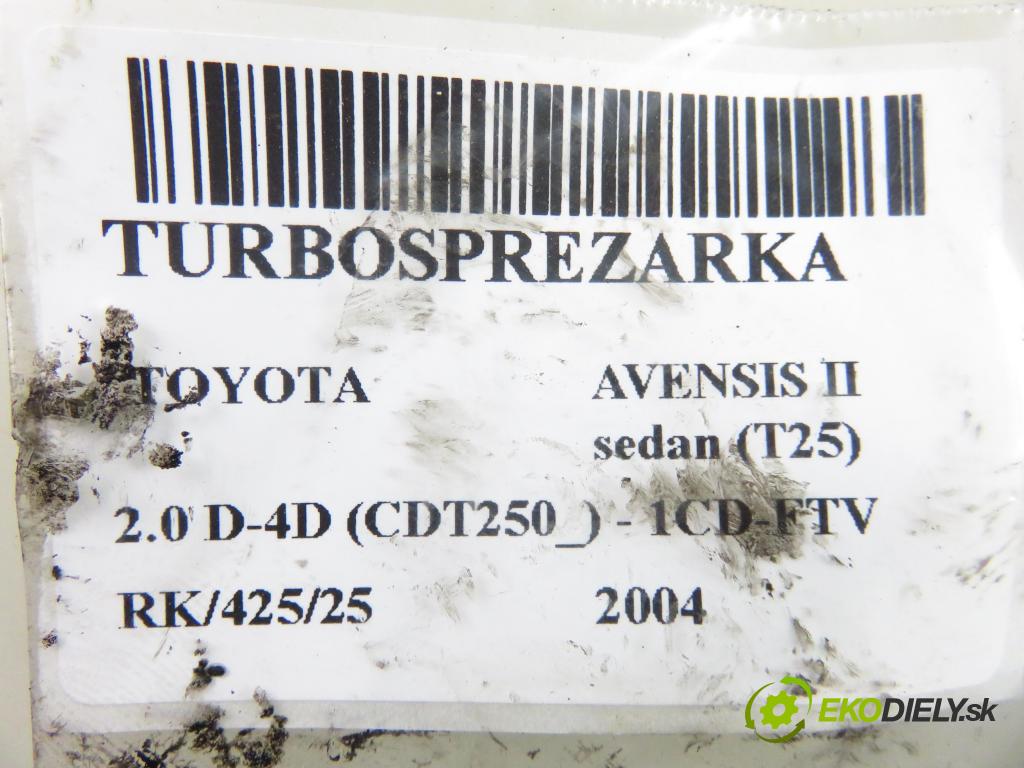 TURBOSPREZARKA
TOYOTA AVENSIS II
sedan (T25)
2.0 D-4D (CDT250_) - 1CD-FTV
RK/425/25 2004
EKODIELY.sk